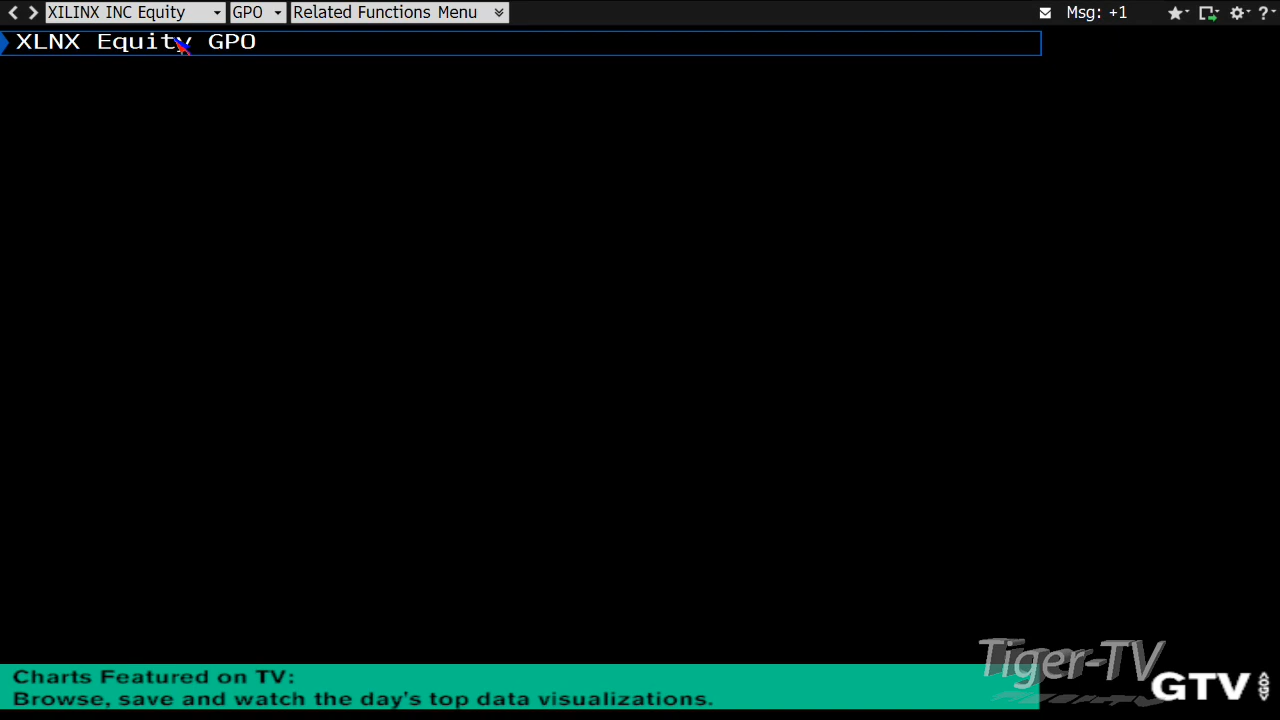 XILINX INC Equity GPO Related Functions Menu Msg: +1 ?
XLNX Equity GPO
Charts Featured on TV:
Browse, save and watch the day's top data visualizations.
Tiger-TV
GTV GO